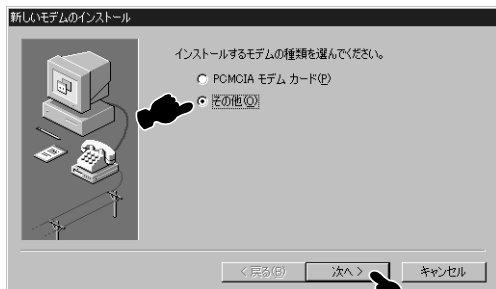 新しいモデムのインストール
インストールするモデムの種類を選んでください。
PCMCIA モデム カード(P)
その他(O)
< 戻る(B)
次へ >
キャンセル